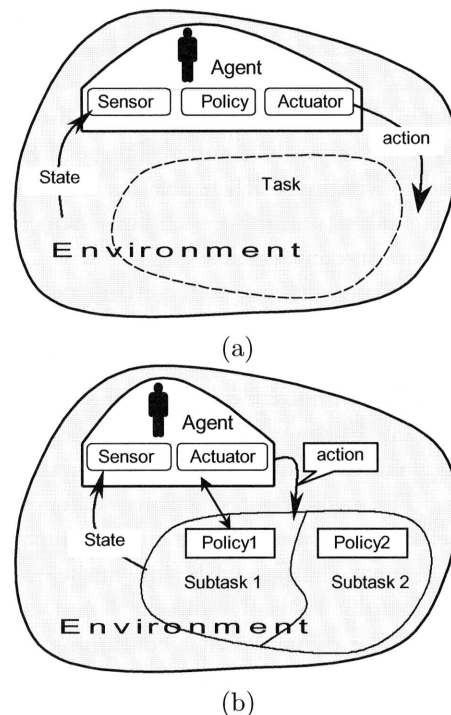 Agent
Sensor Policy Actuator
action
State
Task
Environment
(a)
Agent
Sensor Actuator
action
State
Policy1 Policy2
Subtask 1 Subtask 2
Environment
(b)